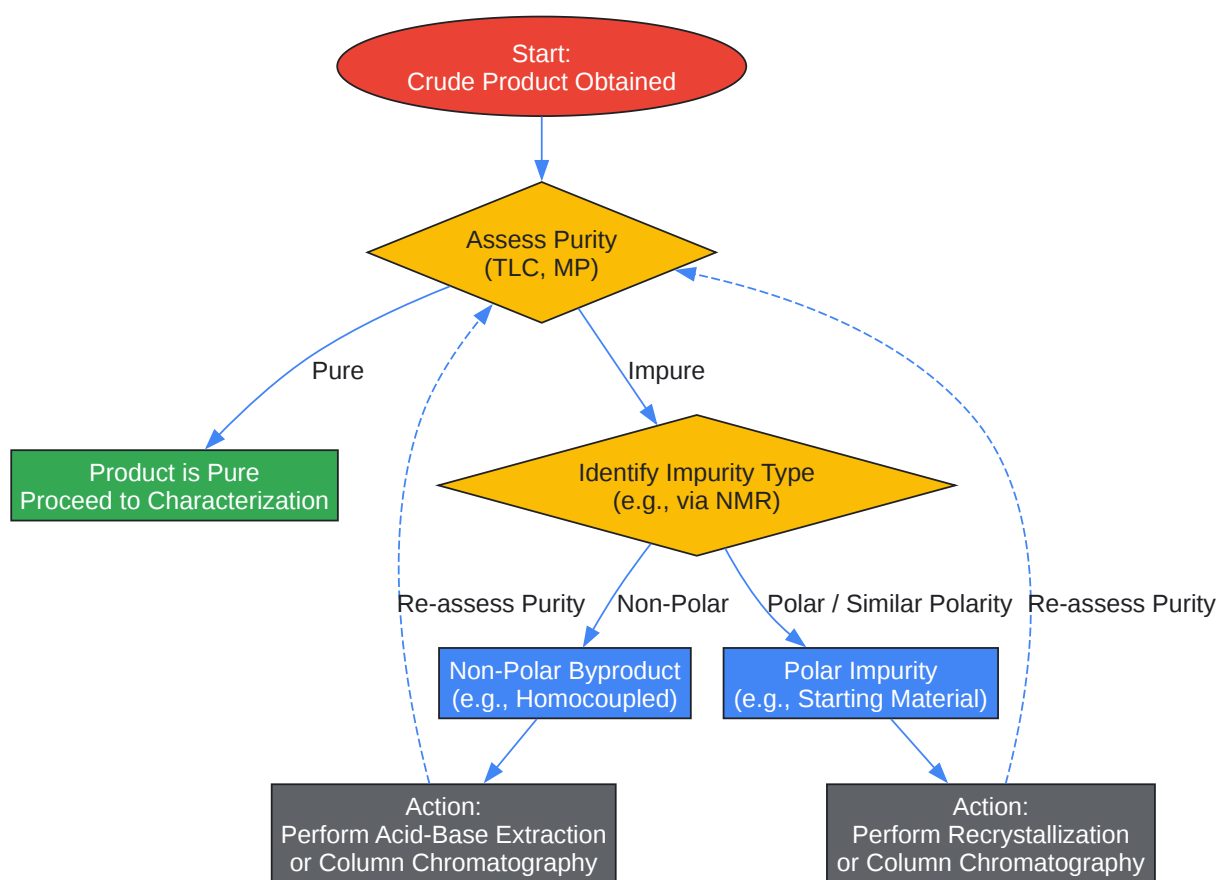 Start:
Crude Product Obtained
Assess Purity
(TLC, MP)
Pure
Impure
Product is Pure
Proceed to Characterization
Identify Impurity Type
(e.g., via NMR)
Re-assess Purity
Non-Polar
Polar / Similar Polarity
Re-assess Purity
Non-Polar Byproduct
(e.g., Homocoupled)
Polar Impurity
(e.g., Starting Material)
Action:
Perform Acid-Base Extraction
or Column Chromatography
Action:
Perform Recrystallization
or Column Chromatography